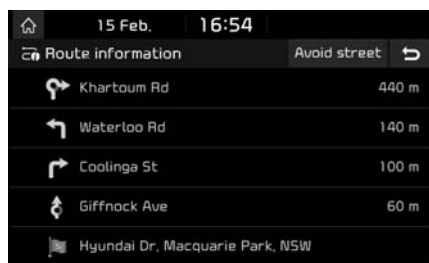 15 Feb. 16:54
Route information Avoid street
Khartoum Rd 440 m
Waterloo Rd 140 m
Coolinga St 100 m
Giffnock Ave 60 m
Hyundai Dr, Macquarie Park, NSW